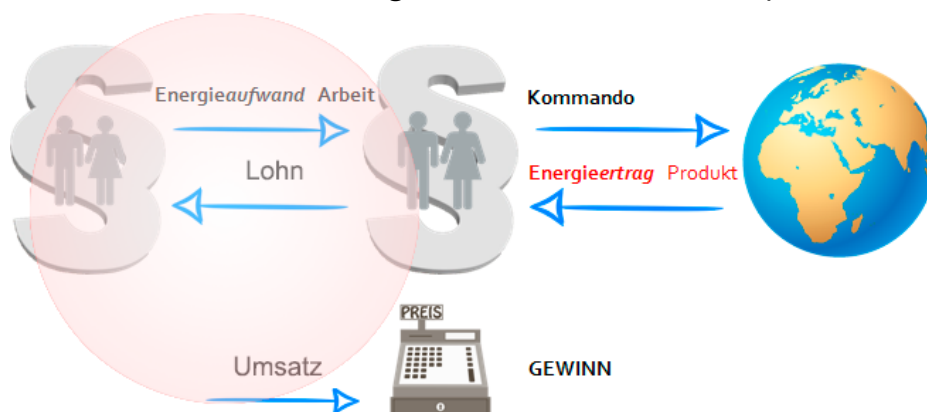 Energieaufwand Arbeit
Kommando
Lohn
Energieertrag Produkt
PREIS
Umsatz
GEWINN